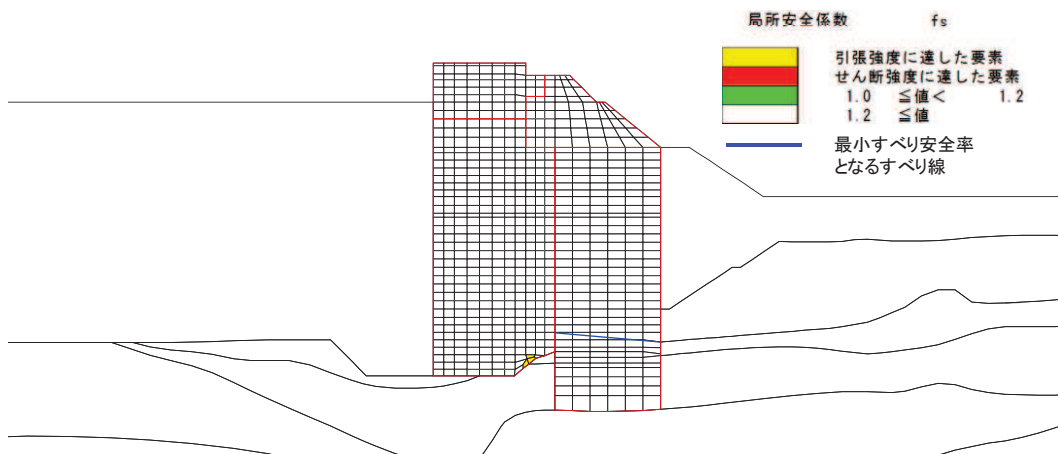 局所安全係数 fs
引張強度に達した要素
せん断強度に達した要素
1.0 ≦値< 1.2
1.2 ≦値
最小すべり安全率
となるすべり線